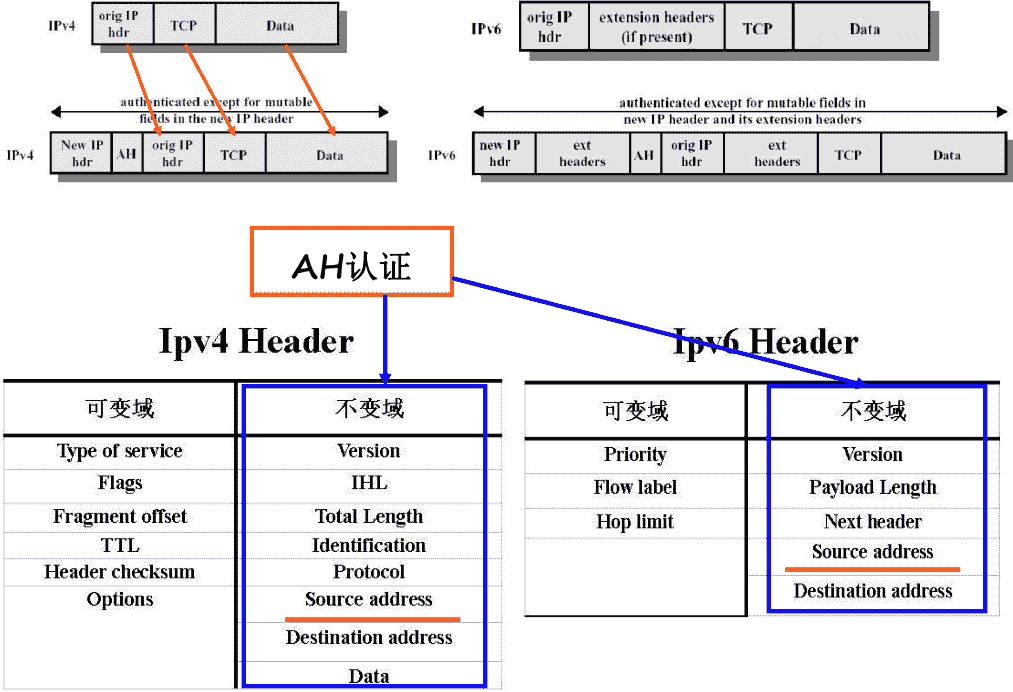 IPv4
orig IP
hdr
TCP
Data
IPv6
orig IP
hdr
extension headers
(if present)
TCP
Data
authenticated except for mutable
fields in the new IP header
IPv4
New IP
hdr
AH
orig IP
hdr
TCP
Data
authenticated except for mutable fields in
new IP header and its extension headers
IPv6
new IP
hdr
ext
headers
AH
orig IP
hdr
ext
headers
TCP
Data
AH认证
Ipv4 Header
可变域
不变域
Type of service
Version
Flags
IHL
Fragment offset
Total Length
TTL
Identification
Header checksum
Protocol
Options
Source address
Destination address
Data
Ipv6 Header
可变域
不变域
Priority
Version
Flow label
Payload Length
Hop limit
Next header
Source address
Destination address